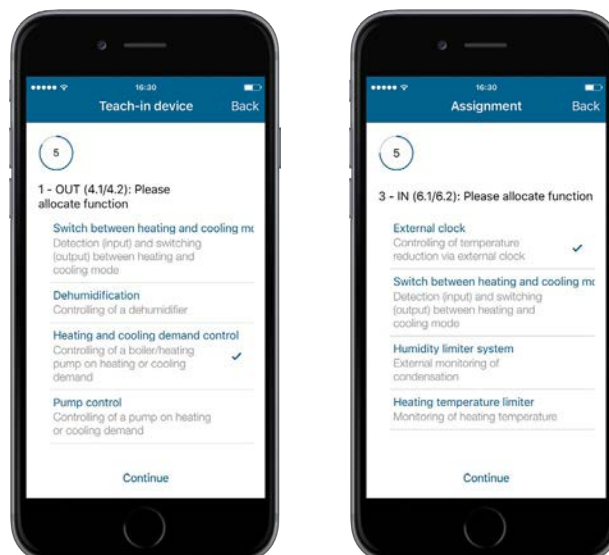 16:30
Teach-in device Back
5
1 - OUT (4.1/4.2): Please
allocate function
Switch between heating and cooling mo
Detection (input) and switching
(output) between heating and
cooling mode
Dehumidification
Controlling of a dehumidifier
Heating and cooling demand control
Controlling of a boiler/heating
pump on heating or cooling
demand
Pump control
Controlling of a pump on heating
or cooling demand
Continue
16:30
Assignment Back
5
3 - IN (6.1/6.2): Please allocate function
External clock
Controlling of temperature
reduction via external clock
Switch between heating and cooling mo
Detection (input) and switching
(output) between heating and
cooling mode
Humidity limiter system
External monitoring of
condensation
Heating temperature limiter
Monitoring of heating temperature
Continue